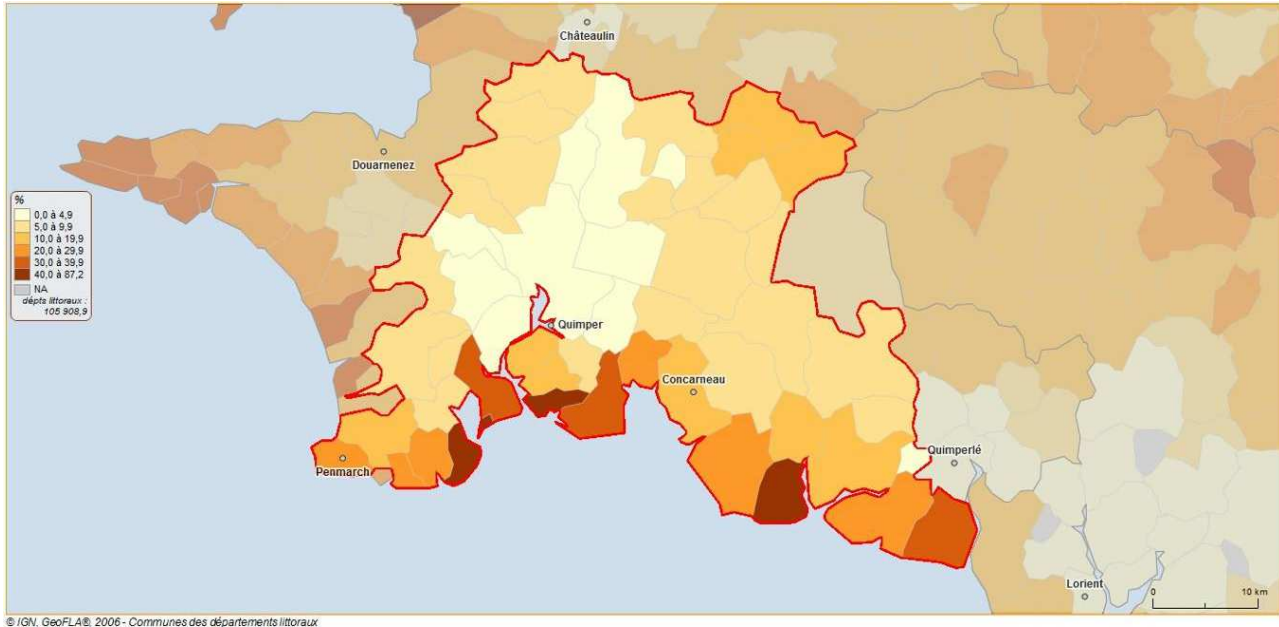 Châteaulin
Douarnenez
%
0,0 à 4,9
5,0 à 9,9
10,0 à 19,9
20,0 à 29,9
30,0 à 39,9
40,0 à 87,2
NA
dépts littoraux :
105 908,9
Quimper
Concarneau
Quimperlé
Penmarch
Lorient
0 10 km
© IGN, GeoFLA®, 2006 - Communes des départements littoraux